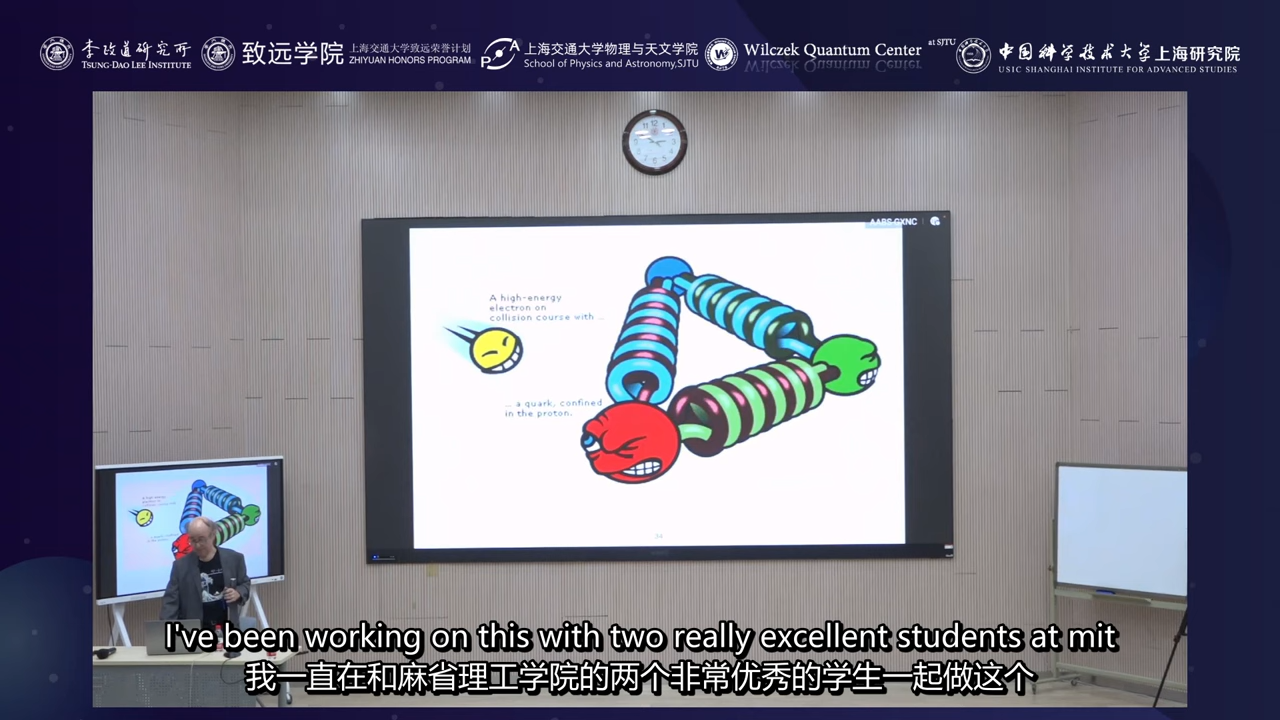 李政道研究所
TSUNG-DAO LEE INSTITUTE
致远学院
上海交通大学致远荣誉计划
ZHIYUAN HONORS PROGRAM
上海交通大学物理与天文学院
School of Physics and Astronomy,SJTU
Wilczek Quantum Center at SJTU
中国科学技术大学上海研究院
USTC SHANGHAI INSTITUTE FOR ADVANCED STUDIES
A high-energy
electron on
collision course with ...
... a quark, confined
in the proton.
34
I've been working on this with two really excellent students at mit
我一直在和麻省理工学院的两个非常优秀的学生一起做这个